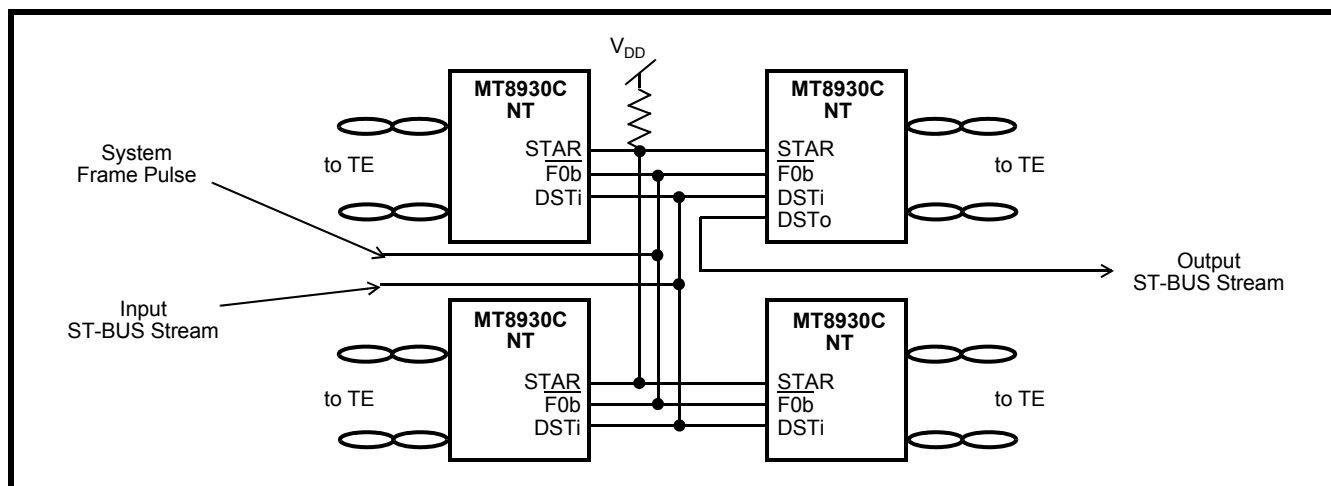 VDD
MT8930C
NT
STAR
F0b
DSTi
to TE
MT8930C
NT
STAR
F0b
DSTi
DSTo
to TE
System
Frame Pulse
Input
ST-BUS Stream
Output
ST-BUS Stream
MT8930C
NT
STAR
F0b
DSTi
to TE
MT8930C
NT
STAR
F0b
DSTi
to TE